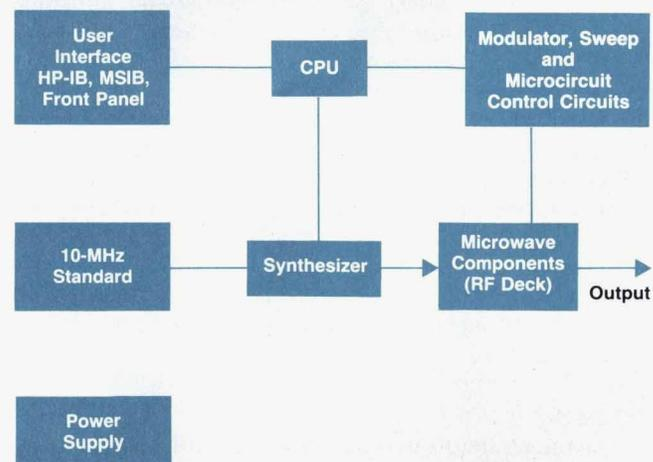 User
Interface
HP-IB, MSIB,
Front Panel
CPU
Modulator, Sweep
and
Microcircuit
Control Circuits
10-MHz
Standard
Synthesizer
Microwave
Components
(RF Deck)
Output
Power
Supply